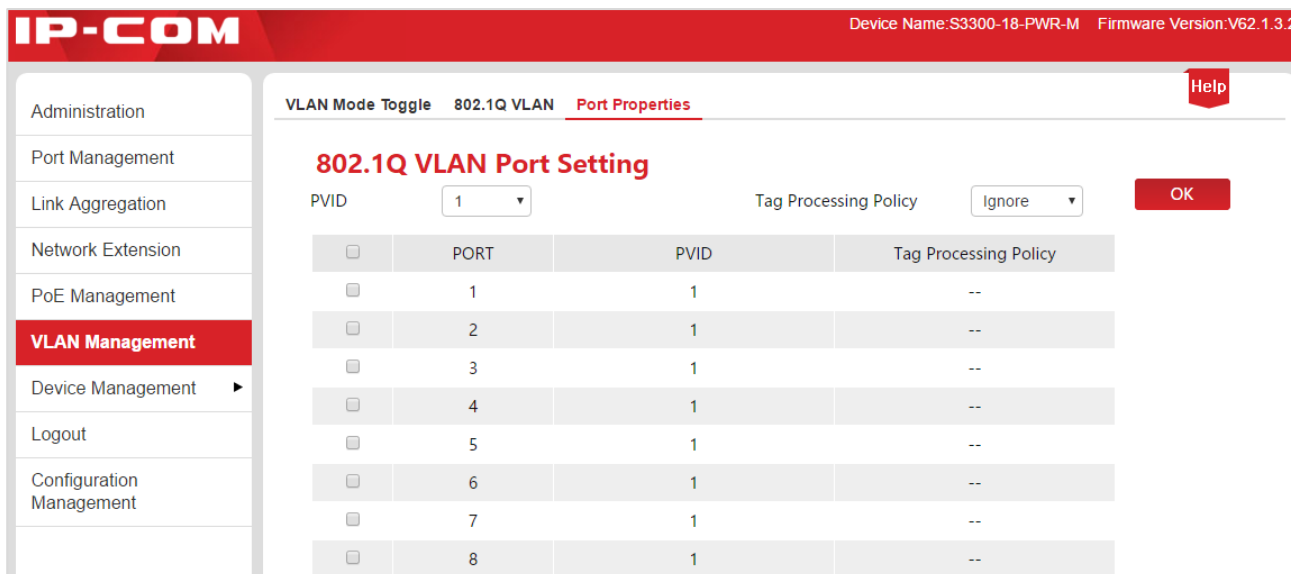 IP-COM
Device Name:S3300-18-PWR-M Firmware Version:V62.1.3.2
Help
Administration
Port Management
Link Aggregation
Network Extension
PoE Management
VLAN Management
Device Management
Logout
Configuration
Management
VLAN Mode Toggle 802.1Q VLAN Port Properties
802.1Q VLAN Port Setting
PVID 1 Tag Processing Policy Ignore OK
PORT PVID Tag Processing Policy
1 1 --
2 1 --
3 1 --
4 1 --
5 1 --
6 1 --
7 1 --
8 1 --